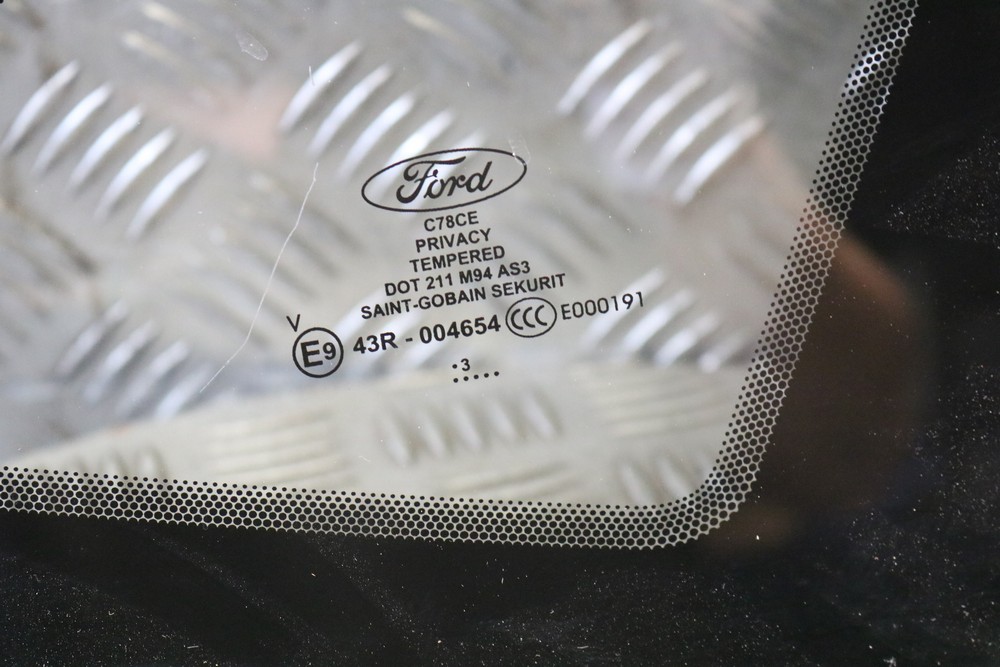 Ford
C78CE
PRIVACY
TEMPERED
DOT 211 M94 AS3
SAINT-GOBAIN SEKURIT
V
E9 43R - 004654 CCC E000191
.3
.....